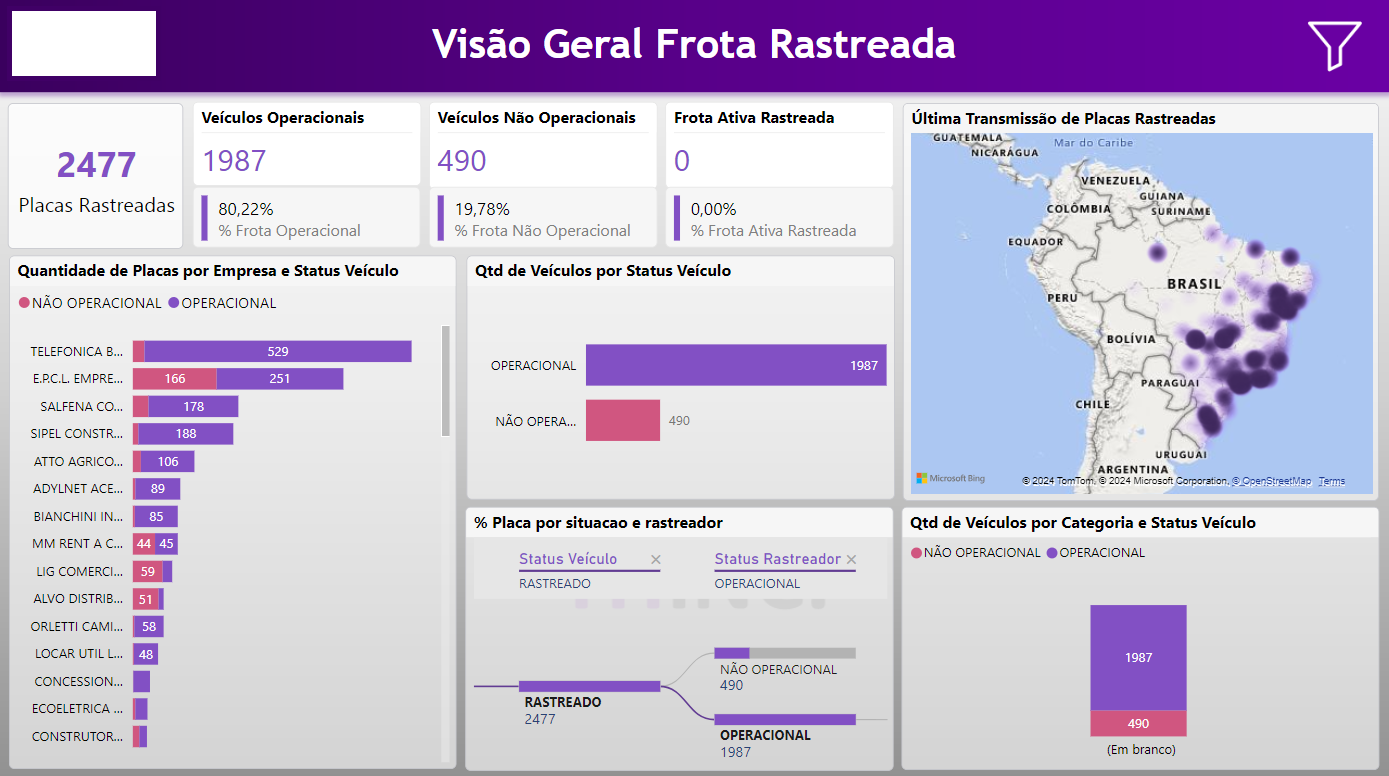 Visão Geral Frota Rastreada
2477
Placas Rastreadas
Veículos Operacionais
1987
80,22%
% Frota Operacional
Veículos Não Operacionais
490
19,78%
% Frota Não Operacional
Frota Ativa Rastreada
0
0,00%
% Frota Ativa Rastreada
Última Transmissão de Placas Rastreadas
GUATEMALA
Mar do Caribe
NICARÁGUA
VENEZUELA
GUIANA
COLÔMBIA
SURINAME
EQUADOR
BRASIL
PERU
BOLÍVIA
PARAGUAI
CHILE
URUGUAI
ARGENTINA
Microsoft Bing
© 2024 TomTom, © 2024 Microsoft Corporation, © OpenStreetMap Terms
Quantidade de Placas por Empresa e Status Veículo
NÃO OPERACIONAL OPERACIONAL
TELEFONICA B... 529
E.P.C.L. EMPRE... 166 251
SALFENA CO... 178
SIPEL CONSTR... 188
ATTO AGRICO... 106
ADYLNET ACE... 89
BIANCHINI IN... 85
MM RENT A C... 44 45
LIG COMERCI... 59
ALVO DISTRIB... 51
ORLETTI CAMI... 58
LOCAR UTIL L... 48
CONCESSION...
ECOELETRICA ...
CONSTRUTOR...
Qtd de Veículos por Status Veículo
OPERACIONAL 1987
NÃO OPERA... 490
% Placa por situacao e rastreador
Status Veículo
RASTREADO
Status Rastreador
OPERACIONAL
RASTREADO
2477
NÃO OPERACIONAL
490
OPERACIONAL
1987
Qtd de Veículos por Categoria e Status Veículo
NÃO OPERACIONAL OPERACIONAL
1987
490
(Em branco)